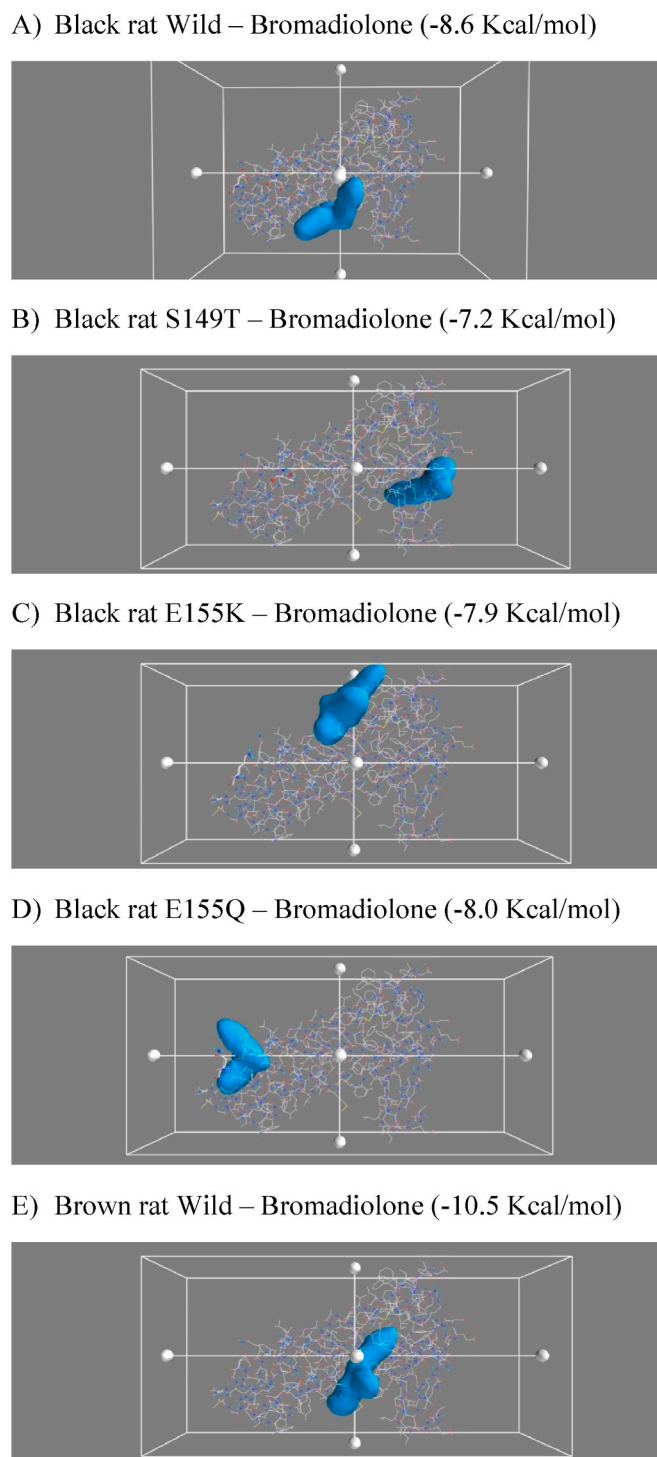 A) Black rat Wild – Bromadiolone (-8.6 Kcal/mol)
B) Black rat S149T – Bromadiolone (-7.2 Kcal/mol)
C) Black rat E155K – Bromadiolone (-7.9 Kcal/mol)
D) Black rat E155Q – Bromadiolone (-8.0 Kcal/mol)
E) Brown rat Wild – Bromadiolone (-10.5 Kcal/mol)